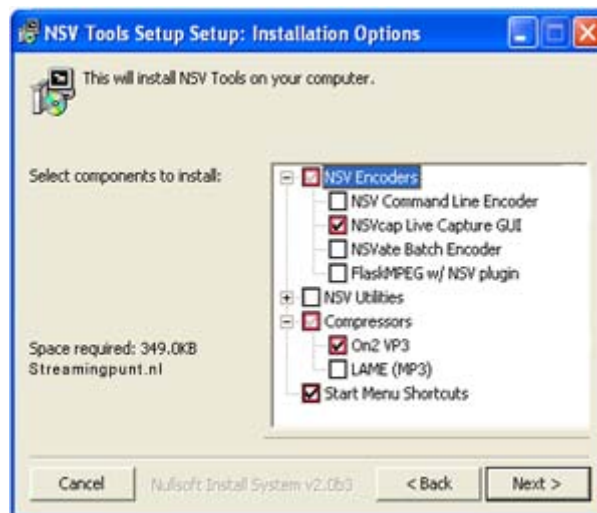 NSV Tools Setup Setup: Installation Options
This will install NSV Tools on your computer.
Select components to install:
NSV Encoders
NSV Command Line Encoder
NSVcap Live Capture GUI
NSVate Batch Encoder
FlaskMPEG w/ NSV plugin
NSV Utilities
Compressors
On2 VP3
LAME (MP3)
Start Menu Shortcuts
Space required: 349.0KB
Streamingpunt.nl
Cancel
Nullsoft Install System v2.0b3
< Back
Next >